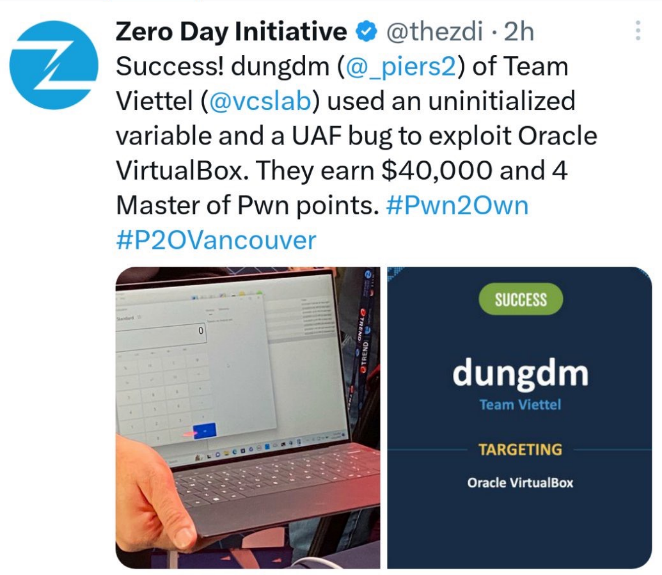 Zero Day Initiative @thezdi · 2h
Success! dungdm (@_piers2) of Team
Viettel (@vcslab) used an uninitialized
variable and a UAF bug to exploit Oracle
VirtualBox. They earn $40,000 and 4
Master of Pwn points. #Pwn2Own
#P2OVancouver
0
TREND
TREND
SUCCESS
dungdm
Team Viettel
TARGETING
Oracle VirtualBox